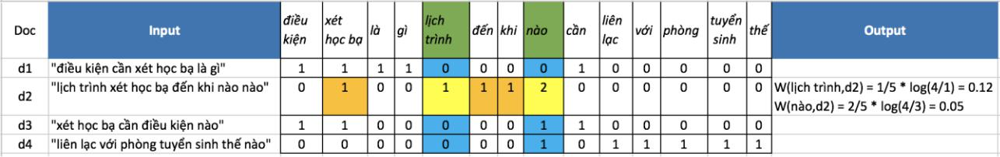 Doc Input điều kiện xét học bạ là gì lịch trình đến khi nào cần liên lạc với phòng tuyển sinh thế Output
d1 "điều kiện cần xét học bạ là gì" 1 1 1 1 0 0 0 0 1 0 0 0 0 0
d2 "lịch trình xét học bạ đến khi nào nào" 0 1 0 0 1 1 1 2 0 0 0 0 0 0 W(lịch trình,d2) = 1/5 * log(4/1) = 0.12
W(nào,d2) = 2/5 * log(4/3) = 0.05
d3 "xét học bạ cần điều kiện nào" 1 1 0 0 0 0 0 1 1 0 0 0 0 0
d4 "liên lạc với phòng tuyển sinh thế nào" 0 0 0 0 0 0 0 1 0 1 1 1 1 1